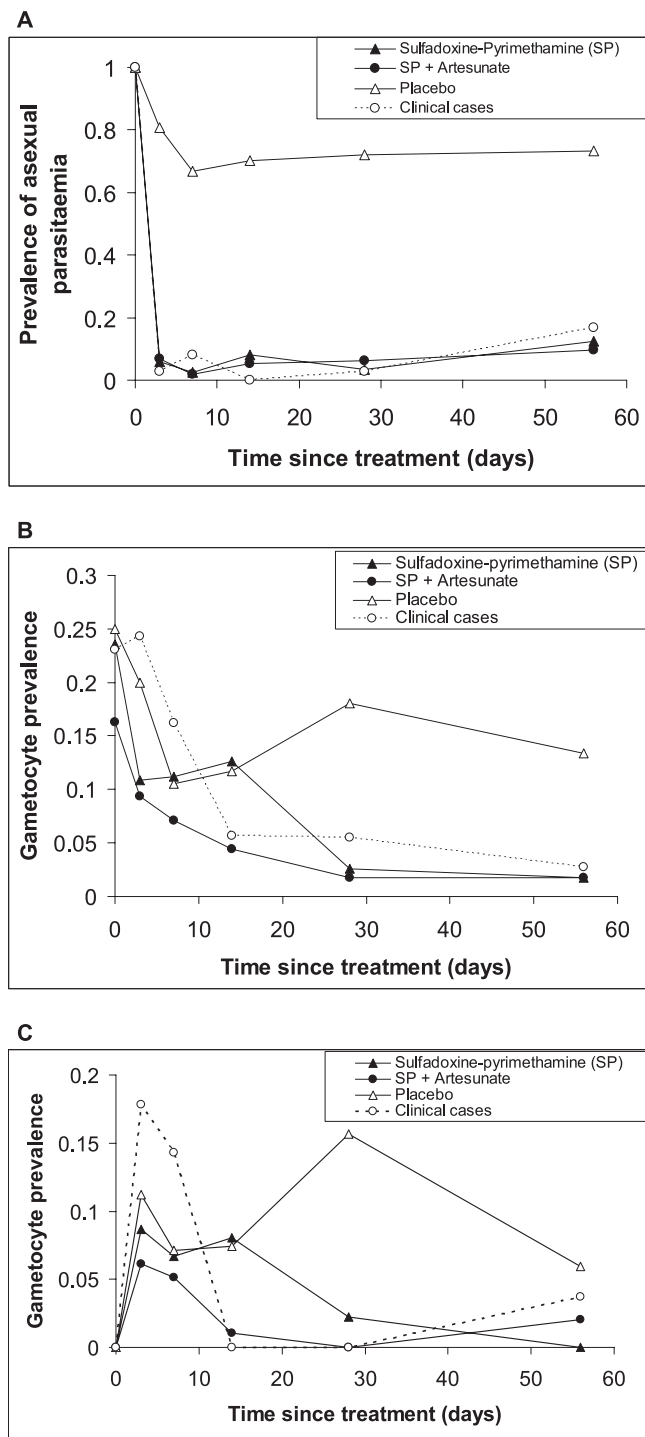 A
Sulfadoxine-Pyrimethamine (SP)
SP + Artesunate
Placebo
Clinical cases
1
0.8
0.6
0.4
0.2
0
Prevalence of asexual
parasitaemia
0 10 20 30 40 50 60
Time since treatment (days)
B
Sulfadoxine-pyrimethamine (SP)
SP + Artesunate
Placebo
Clinical cases
0.3
0.25
0.2
0.15
0.1
0.05
0
Gametocyte prevalence
0 10 20 30 40 50 60
Time since treatment (days)
C
Sulfadoxine-pyrimethamine (SP)
SP + Artesunate
Placebo
Clinical cases
0.2
0.15
0.1
0.05
0
Gametocyte prevalence
0 10 20 30 40 50 60
Time since treatment (days)